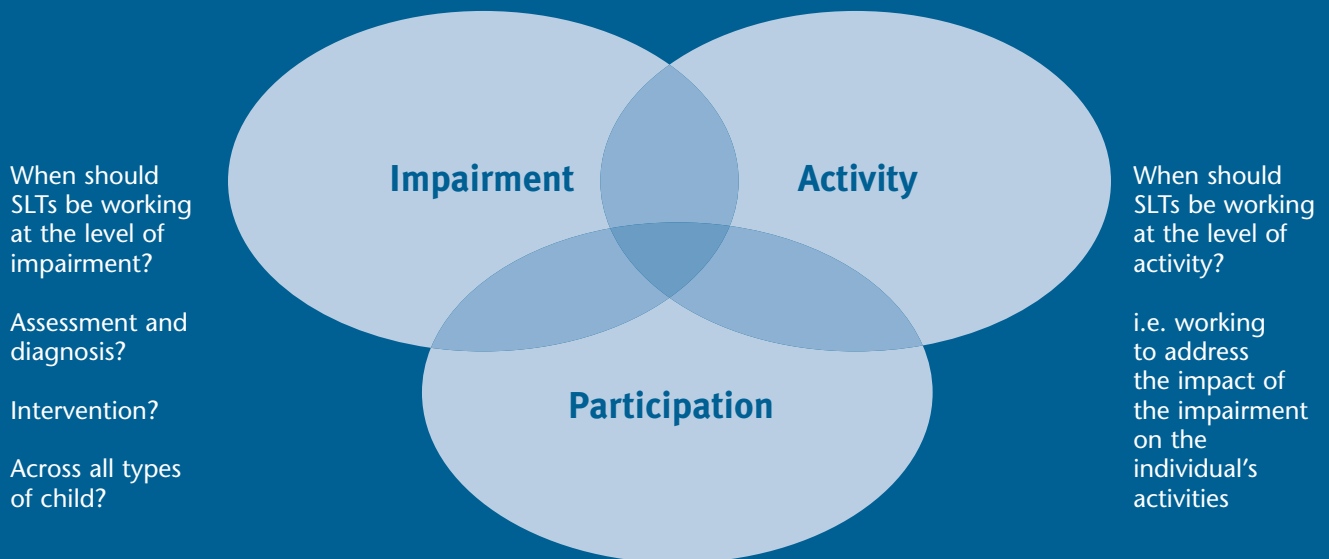 When should
SLTs be working
at the level of
impairment?
Assessment and
diagnosis?
Intervention?
Across all types
of child?
Impairment
Activity
Participation
When should
SLTs be working
at the level of
activity?
i.e. working
to address
the impact of
the impairment
on the
individual’s
activities